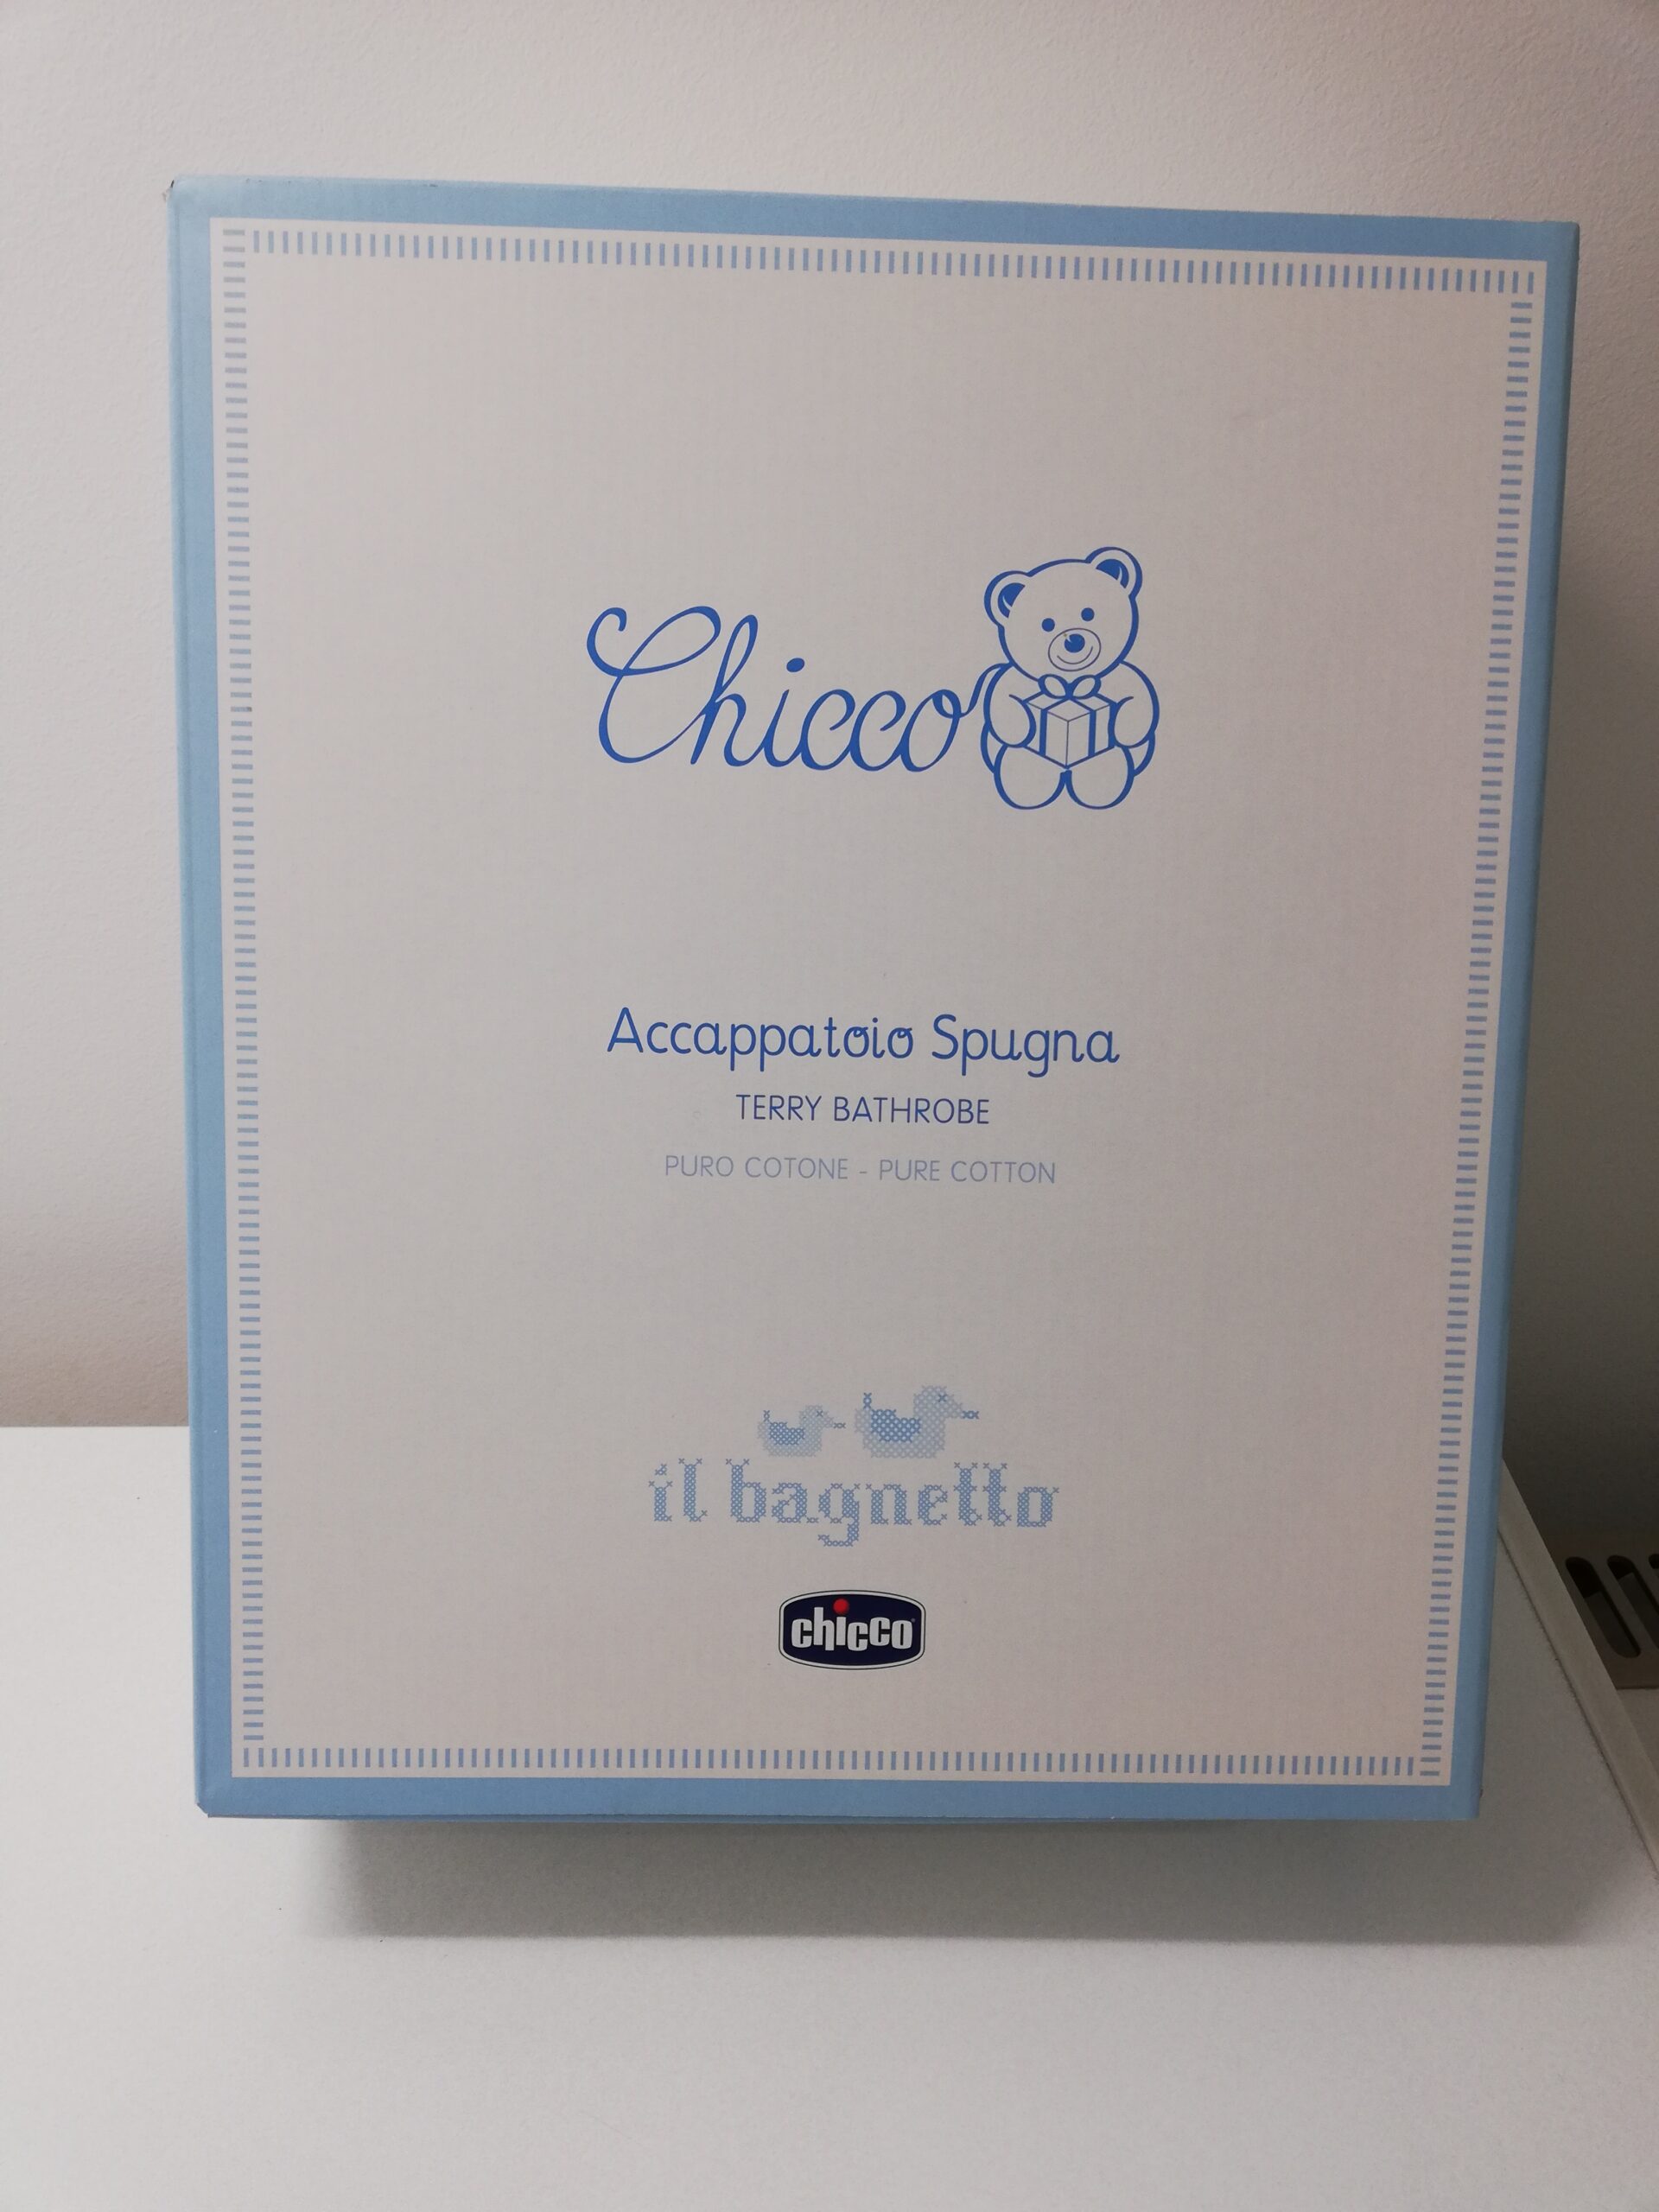 Chicco
Accappatoio Spugna
TERRY BATHROBE
PURO COTONE - PURE COTTON
il bagnetto
chicco